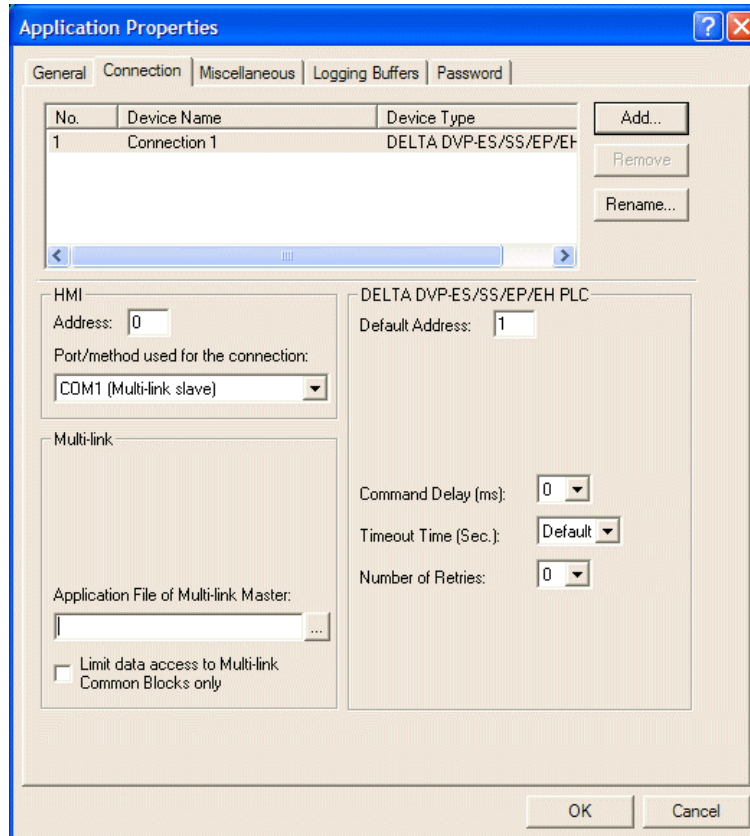 Application Properties
General Connection Miscellaneous Logging Buffers Password
No. Device Name Device Type
1 Connection 1 DELTA DVP-ES/SS/EP/EH
Add...
Remove
Rename...
HMI
Address: 0
Port/method used for the connection:
COM1 (Multi-link slave)
Multi-link
Application File of Multi-link Master:
...
Limit data access to Multi-link
Common Blocks only
DELTA DVP-ES/SS/EP/EH PLC
Default Address: 1
Command Delay (ms): 0
Timeout Time (Sec.): Default
Number of Retries: 0
OK Cancel